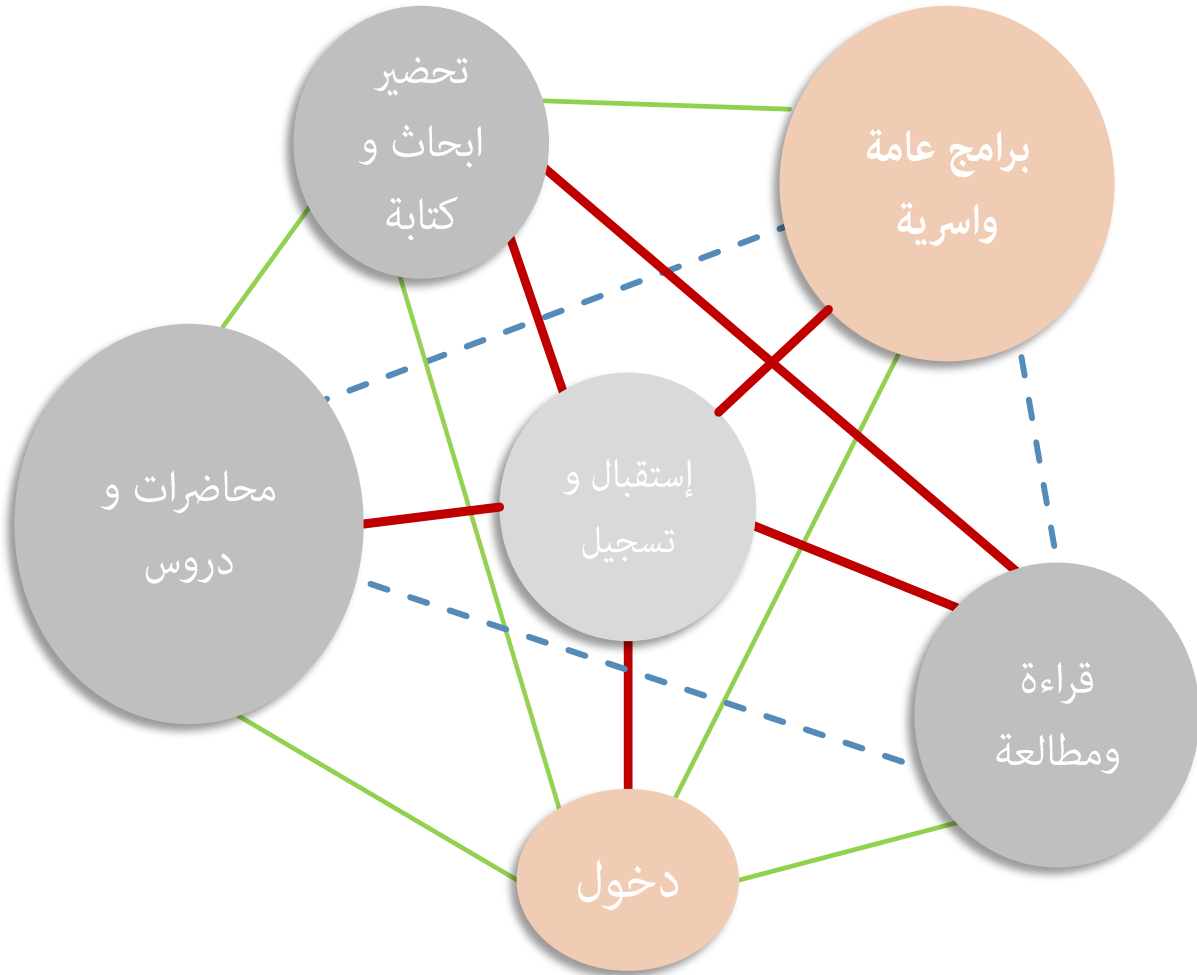 تحضير
ابحاث و
كتابة
برامج عامة
واسرية
محاضرات و
دروس
إستقبال و
تسجيل
قراءة
ومطالعة
دخول